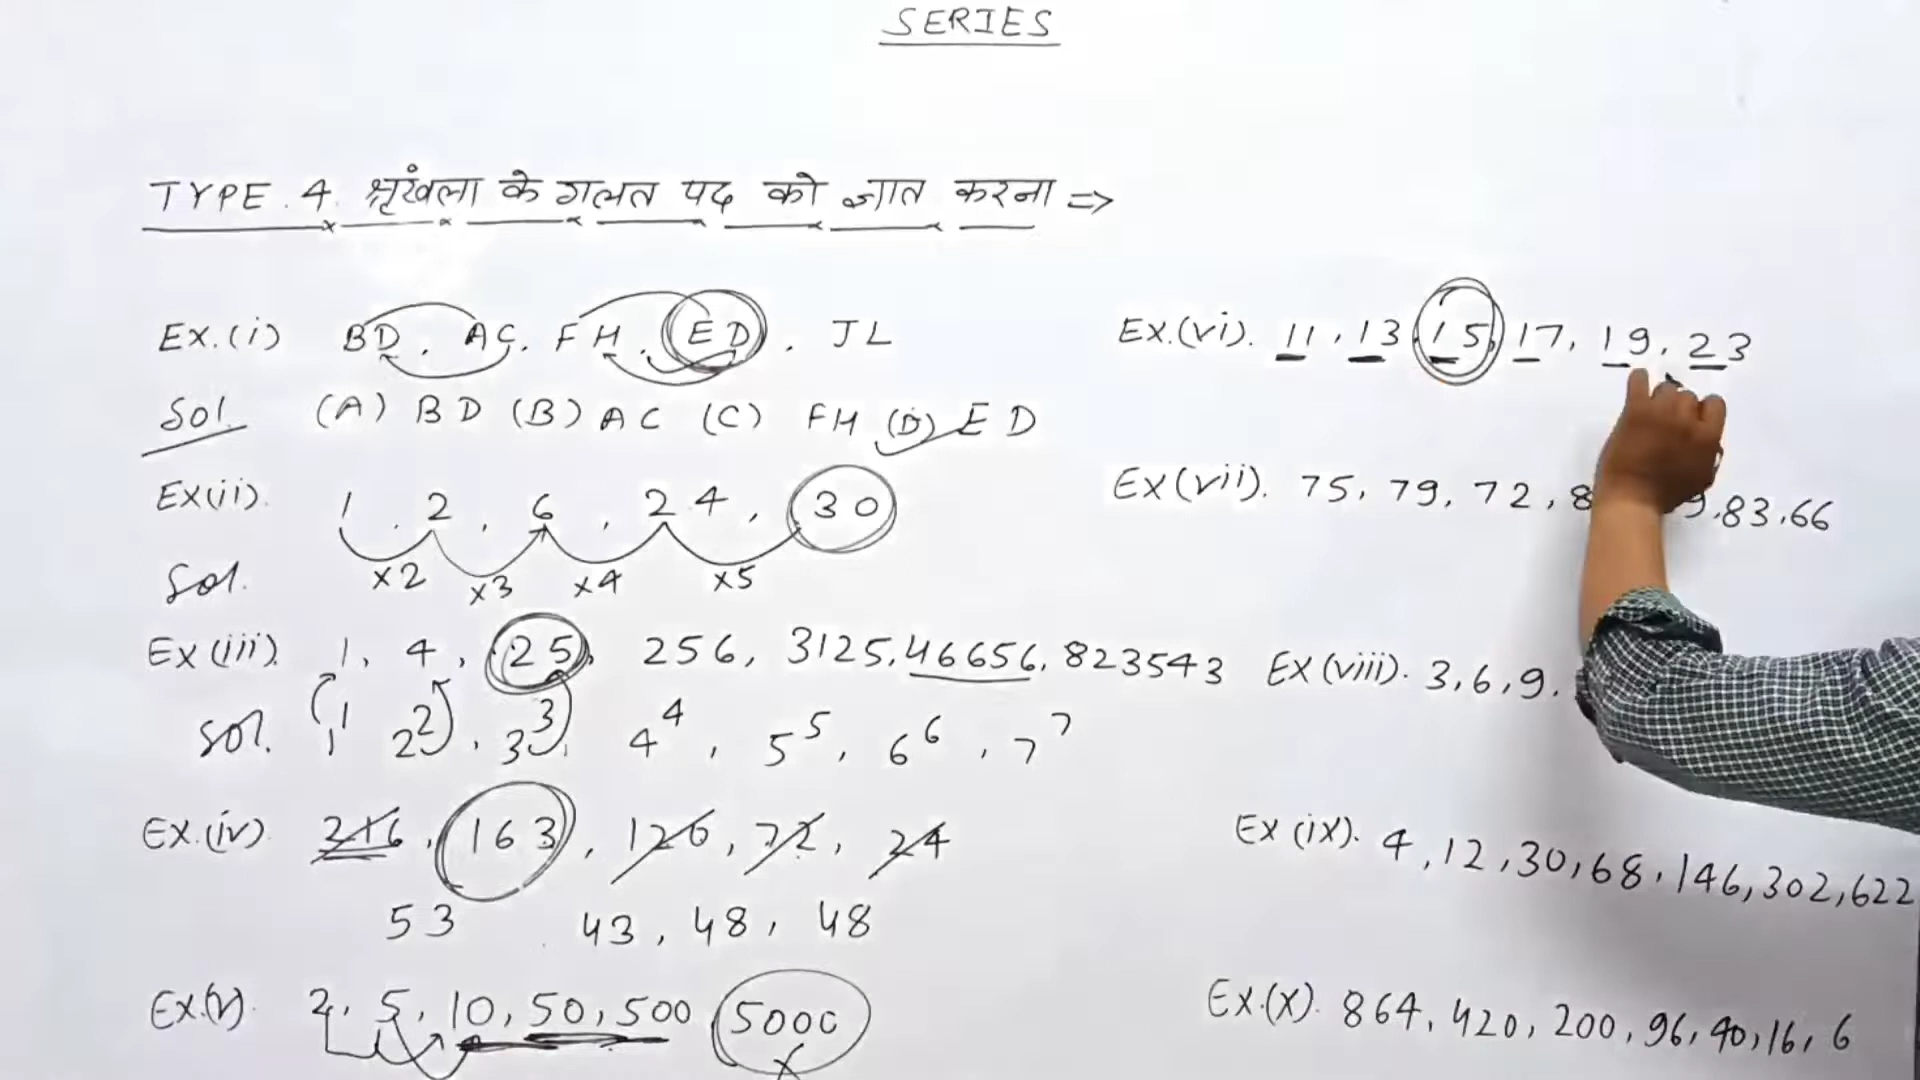 SERIES
TYPE . 4. श्रृंखला के गलत पद को ज्ञात करना =>
Ex.(i) BD, AC, FH, ED, JL
Sol. (A) BD (B) AC (C) FH (D) ED
Ex(ii). 1, 2, 6, 24, 30
Sol. ×2 ×3 ×4 ×5
Ex(iii). 1, 4, 25, 256, 3125, 46656, 823543
Sol. 1¹ 2², 3³, 4⁴, 5⁵, 6⁶, 7⁷
Ex.(iv). 216, 163, 126, 72, 24
53 43, 48, 48
Ex.(v). 2, 5, 10, 50, 500 5000
×
Ex.(vi). 11, 13, 15, 17, 19, 23
Ex(vii). 75, 79, 72, 8 9, 83, 66
Ex(viii). 3, 6, 9,
Ex(ix). 4, 12, 30, 68, 146, 302, 622
Ex.(x). 864, 420, 200, 96, 40, 16, 6